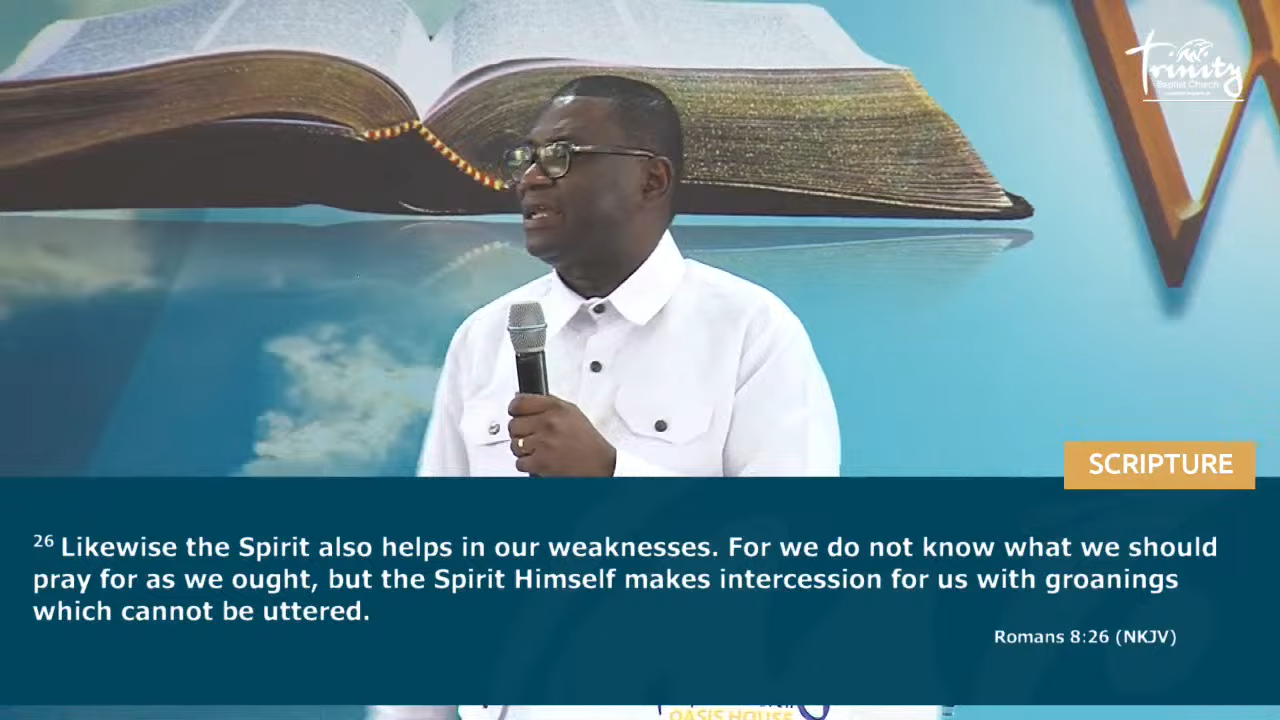 Trinity
Baptist Church
W
SCRIPTURE
26 Likewise the Spirit also helps in our weaknesses. For we do not know what we should
pray for as we ought, but the Spirit Himself makes intercession for us with groanings
which cannot be uttered.
Romans 8:26 (NKJV)
OASIS HOUSE